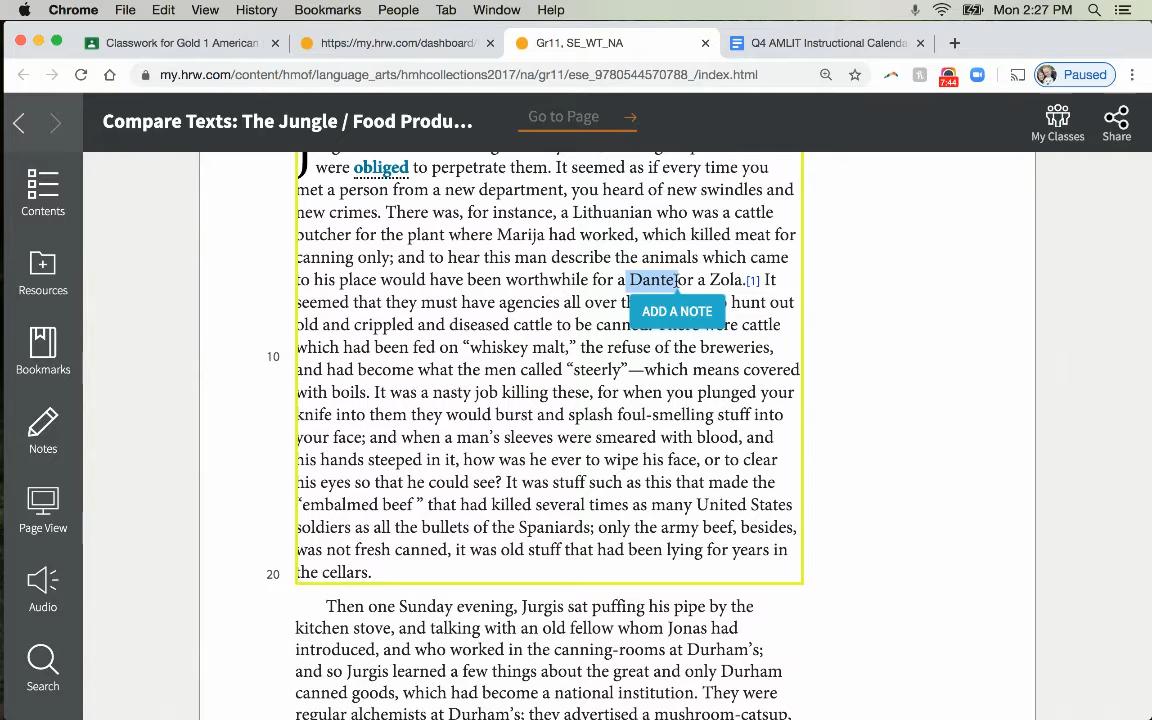 Chrome File Edit View History Bookmarks People Tab Window Help Mon 2:27 PM
Classwork for Gold 1 American https://my.hrw.com/dashboard/ Gr11, SE_WT_NA Q4 AMLIT Instructional Calenda
my.hrw.com/content/hmof/language_arts/hmhcollections2017/na/gr11/ese_9780544570788_/index.html 7:44 Paused
Compare Texts: The Jungle / Food Produ... Go to Page → My Classes Share
Contents
Resources
Bookmarks
Notes
Page View
Audio
Search
were obliged to perpetrate them. It seemed as if every time you
met a person from a new department, you heard of new swindles and
new crimes. There was, for instance, a Lithuanian who was a cattle
butcher for the plant where Marija had worked, which killed meat for
canning only; and to hear this man describe the animals which came
to his place would have been worthwhile for a Dante or a Zola.[1] It
seemed that they must have agencies all over hunt out
ADD A NOTE
old and crippled and diseased cattle to be were cattle
10 which had been fed on “whiskey malt,” the refuse of the breweries,
and had become what the men called “steerly”—which means covered
with boils. It was a nasty job killing these, for when you plunged your
knife into them they would burst and splash foul-smelling stuff into
your face; and when a man’s sleeves were smeared with blood, and
his hands steeped in it, how was he ever to wipe his face, or to clear
his eyes so that he could see? It was stuff such as this that made the
“embalmed beef” that had killed several times as many United States
soldiers as all the bullets of the Spaniards; only the army beef, besides,
was not fresh canned, it was old stuff that had been lying for years in
20 the cellars.
Then one Sunday evening, Jurgis sat puffing his pipe by the
kitchen stove, and talking with an old fellow whom Jonas had
introduced, and who worked in the canning-rooms at Durham’s;
and so Jurgis learned a few things about the great and only Durham
canned goods, which had become a national institution. They were
regular alchemists at Durham’s; they advertised a mushroom-catsup,